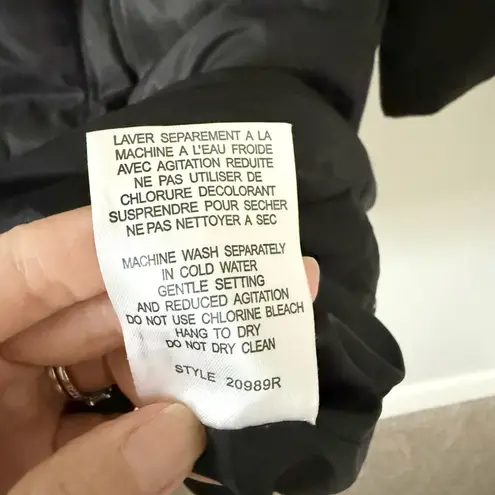 LAVER SEPAREMENT A LA
MACHINE A L'EAU FROIDE
AVEC AGITATION REDUITE
NE PAS UTILISER DE
CHLORURE DECOLORANT
SUSPRENDRE POUR SECHER
NE PAS NETTOYER A SEC
MACHINE WASH SEPARATELY
IN COLD WATER
GENTLE SETTING
AND REDUCED AGITATION
DO NOT USE CHLORINE BLEACH
HANG TO DRY
DO NOT DRY CLEAN
STYLE 20989R